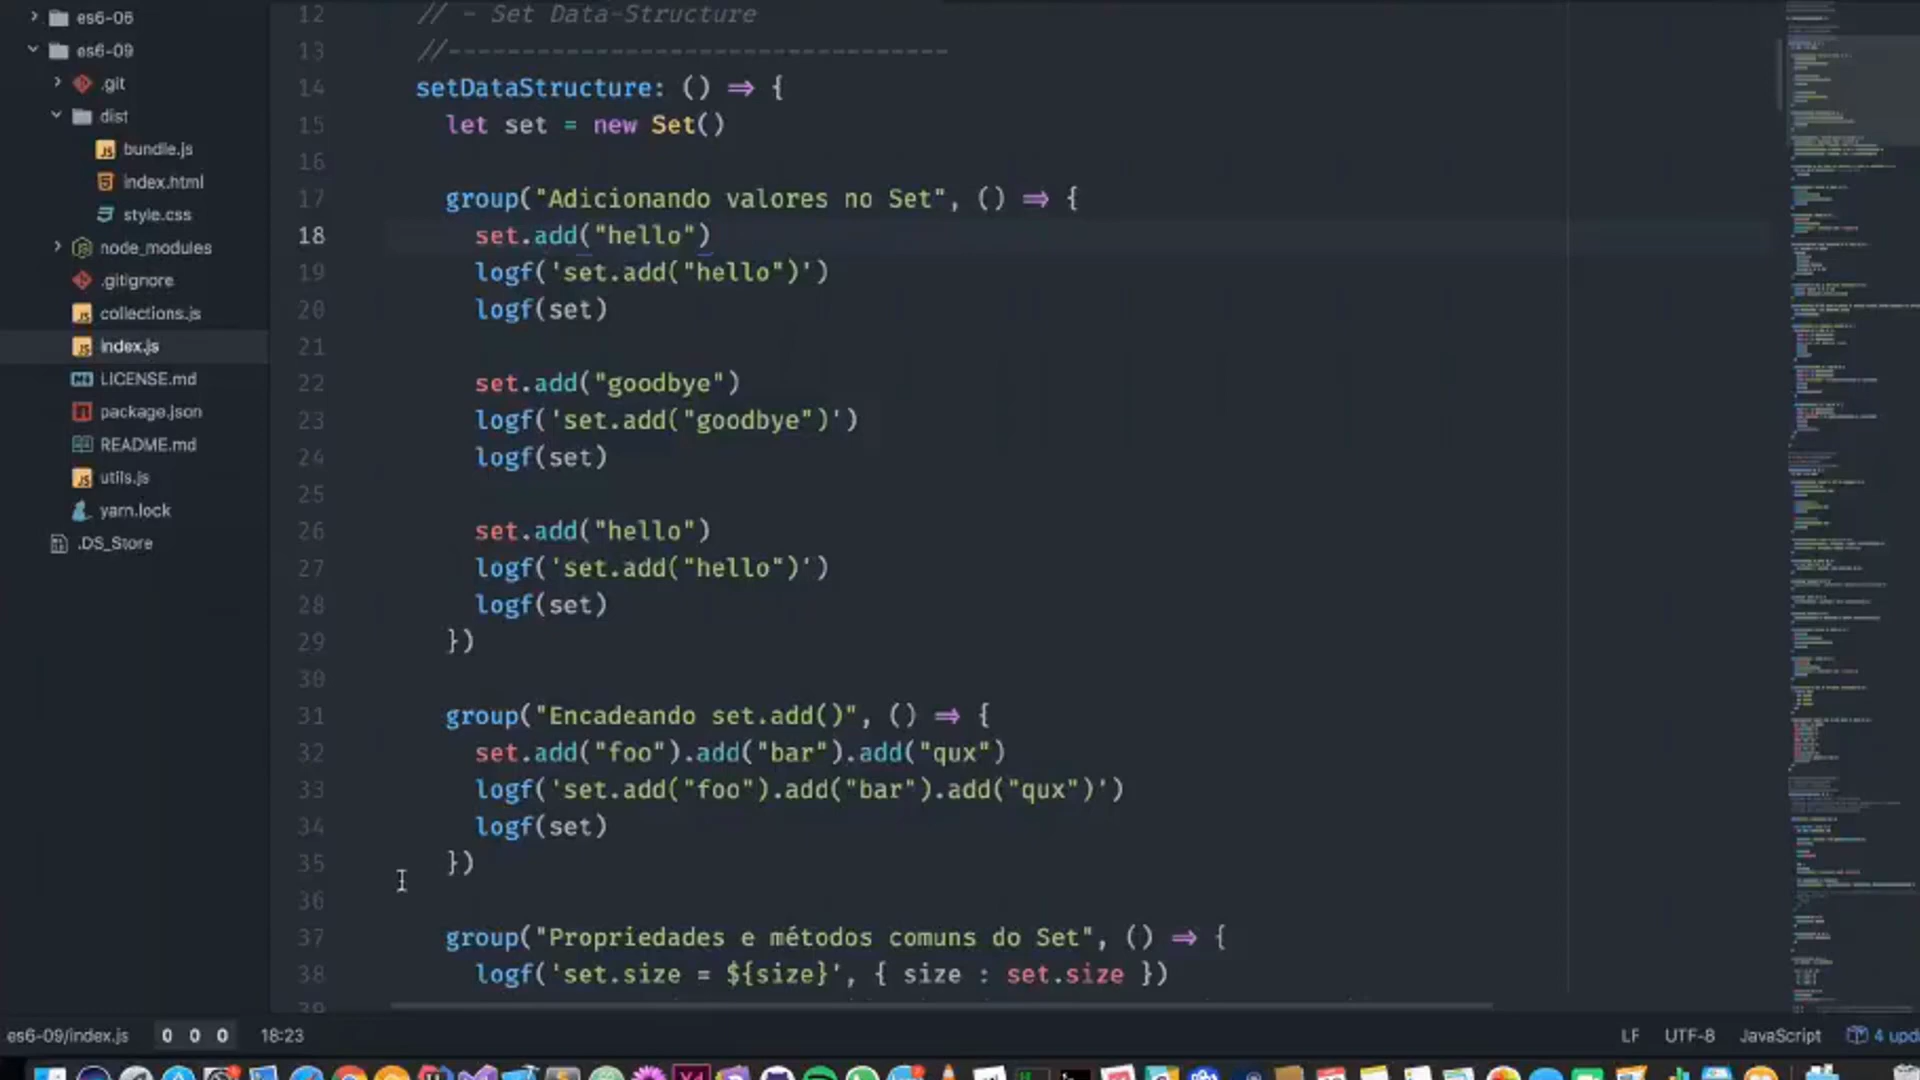 es6-06
es6-09
.git
dist
bundle.js
index.html
style.css
node_modules
.gitignore
collections.js
index.js
LICENSE.md
package.json
README.md
utils.js
yarn.lock
.DS_Store
12 // - Set Data-Structure
13 //----------------------------------
14 setDataStructure: () => {
15 let set = new Set()
16
17 group("Adicionando valores no Set", () => {
18 set.add("hello")
19 logf('set.add("hello")')
20 logf(set)
21
22 set.add("goodbye")
23 logf('set.add("goodbye")')
24 logf(set)
25
26 set.add("hello")
27 logf('set.add("hello")')
28 logf(set)
29 })
30
31 group("Encadeando set.add()", () => {
32 set.add("foo").add("bar").add("qux")
33 logf('set.add("foo").add("bar").add("qux")')
34 logf(set)
35 })
36
37 group("Propriedades e métodos comuns do Set", () => {
38 logf('set.size = ${size}', { size : set.size })
39
es6-09/index.js 0 0 0 18:23 LF UTF-8 JavaScript 4 upd